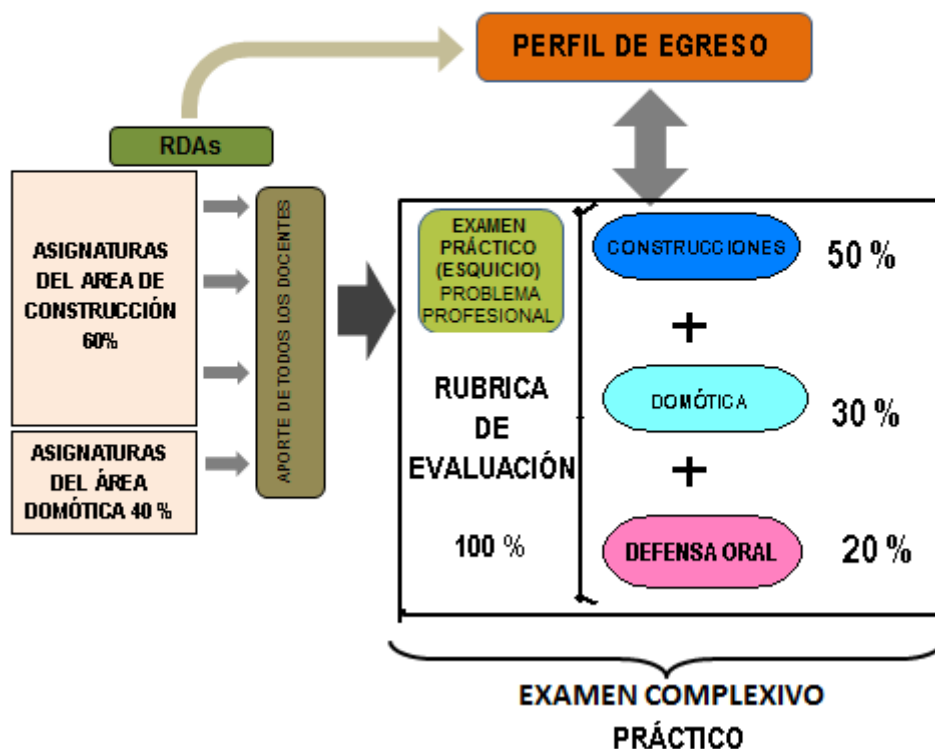 PERFIL DE EGRESO
RDAs
ASIGNATURAS
DEL AREA DE
CONSTRUCCIÓN
60%
ASIGNATURAS
DEL ÁREA
DOMÓTICA 40 %
APORTE DE TODOS LOS DOCENTES
EXAMEN
PRÁCTICO
(ESQUICIO)
PROBLEMA
PROFESIONAL
RUBRICA
DE
EVALUACIÓN
100 %
CONSTRUCCIONES
50 %
+
DOMÓTICA
30 %
+
DEFENSA ORAL
20 %
EXAMEN COMPLEXIVO
PRÁCTICO